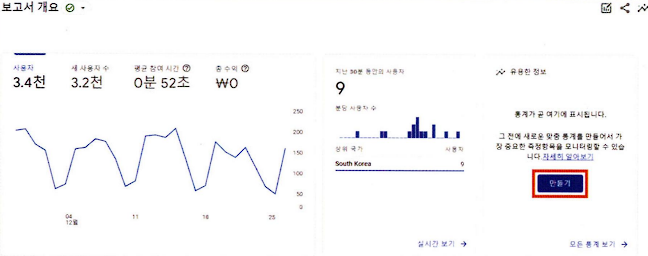 보고서 개요
사용자
3.4천
새 사용자 수
3.2천
평균 참여 시간
0분 52초
총 수익
₩0
250
200
150
100
50
0
04
12월
11
18
25
지난 30분 동안의 사용자
9
분당 사용자 수
상위 국가 사용자
South Korea 9
실시간 보기 →
유용한 정보
통계가 곧 여기에 표시됩니다.
그 전에 새로운 맞춤 통계를 만들어서 가
장 중요한 측정항목을 모니터링할 수 있습
니다.자세히 알아보기
만들기
모든 통계 보기 →